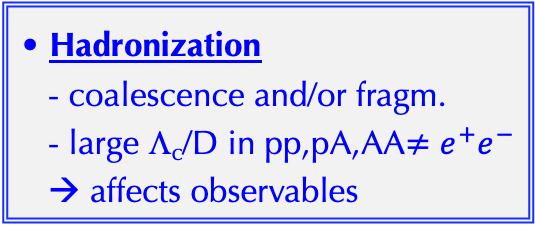 • Hadronization
- coalescence and/or fragm.
- large Λc/D in pp,pA,AA≠ e⁺e⁻
→ affects observables